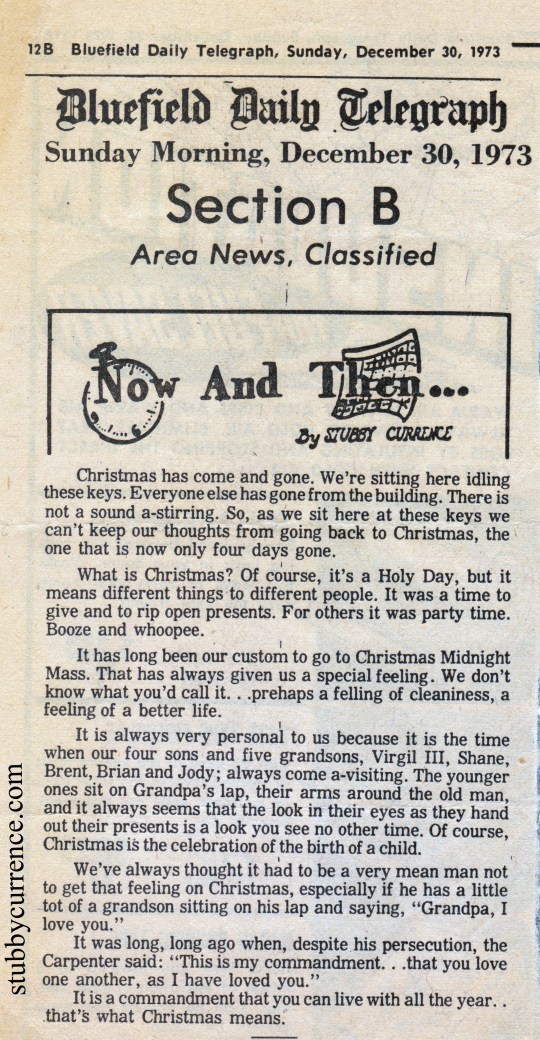 12B Bluefield Daily Telegraph, Sunday, December 30, 1973
Bluefield Daily Telegraph
Sunday Morning, December 30, 1973
Section B
Area News, Classified
Now And Then...
By STUBBY CURRENCE
Christmas has come and gone. We're sitting here idling
these keys. Everyone else has gone from the building. There is
not a sound a-stirring. So, as we sit here at these keys we
can't keep our thoughts from going back to Christmas, the
one that is now only four days gone.
What is Christmas? Of course, it's a Holy Day, but it
means different things to different people. It was a time to
give and to rip open presents. For others it was party time.
Booze and whoopee.
It has long been our custom to go to Christmas Midnight
Mass. That has always given us a special feeling. We don't
know what you'd call it. . .prehaps a felling of cleaniness, a
feeling of a better life.
It is always very personal to us because it is the time
when our four sons and five grandsons, Virgil III, Shane,
Brent, Brian and Jody; always come a-visiting. The younger
ones sit on Grandpa's lap, their arms around the old man,
and it always seems that the look in their eyes as they hand
out their presents is a look you see no other time. Of course,
Christmas is the celebration of the birth of a child.
We've always thought it had to be a very mean man not
to get that feeling on Christmas, especially if he has a little
tot of a grandson sitting on his lap and saying, "Grandpa, I
love you."
It was long, long ago when, despite his persecution, the
Carpenter said: "This is my commandment. . .that you love
one another, as I have loved you."
It is a commandment that you can live with all the year. .
that's what Christmas means.
stubbycurrence.com